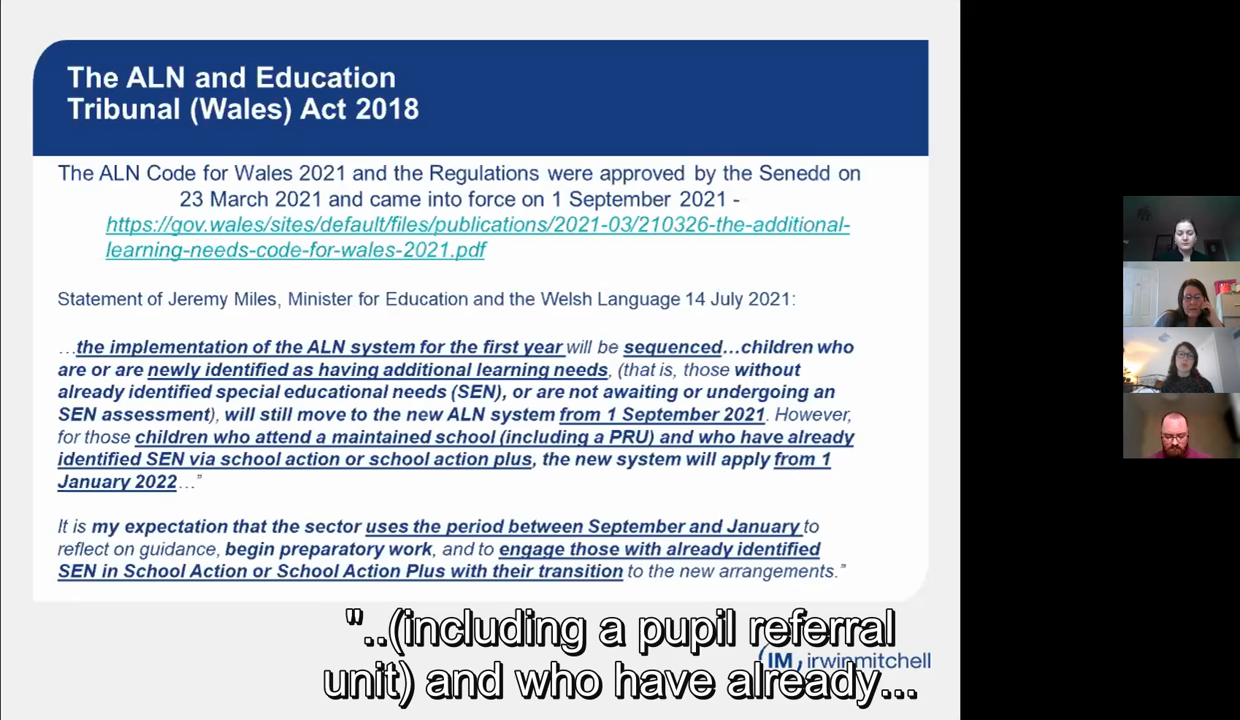 The ALN and Education
Tribunal (Wales) Act 2018
The ALN Code for Wales 2021 and the Regulations were approved by the Senedd on
23 March 2021 and came into force on 1 September 2021 -
https://gov.wales/sites/default/files/publications/2021-03/210326-the-additional-
learning-needs-code-for-wales-2021.pdf
Statement of Jeremy Miles, Minister for Education and the Welsh Language 14 July 2021:
…the implementation of the ALN system for the first year will be sequenced…children who
are or are newly identified as having additional learning needs, (that is, those without
already identified special educational needs (SEN), or are not awaiting or undergoing an
SEN assessment), will still move to the new ALN system from 1 September 2021. However,
for those children who attend a maintained school (including a PRU) and who have already
identified SEN via school action or school action plus, the new system will apply from 1
January 2022…”
It is my expectation that the sector uses the period between September and January to
reflect on guidance, begin preparatory work, and to engage those with already identified
SEN in School Action or School Action Plus with their transition to the new arrangements.”
"..(including a pupil referral
unit) and who have already...
IM irwinmitchell